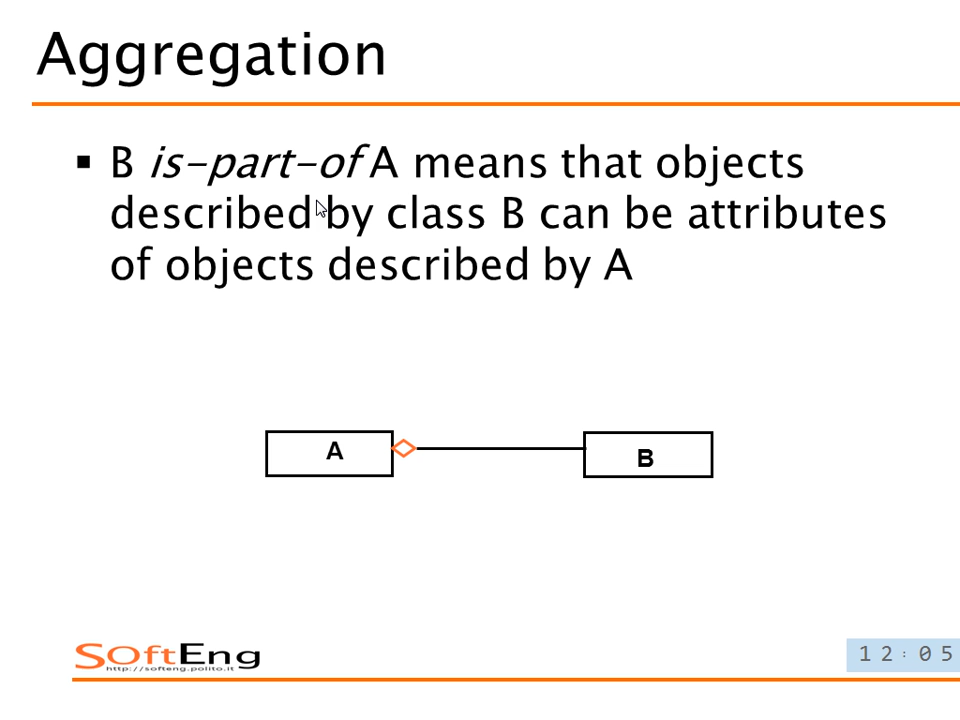 Aggregation
▪ B is-part-of A means that objects
described by class B can be attributes
of objects described by A
A
B
SOftEng
http://softeng.polito.it
12:05